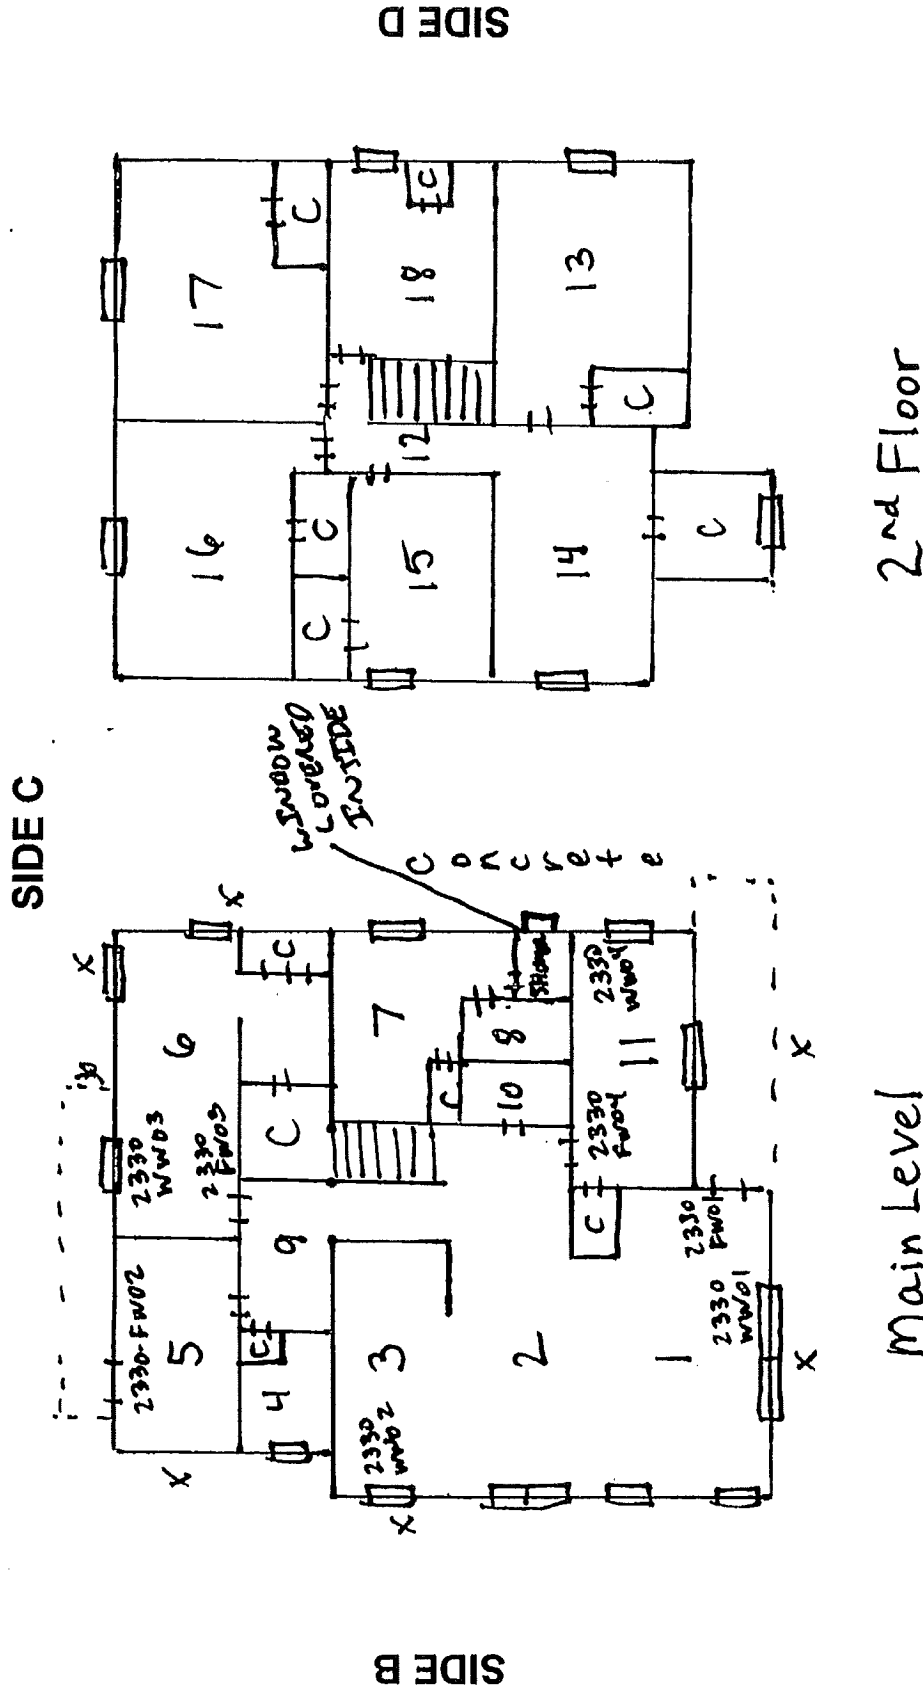 SIDE C
SIDE B
SIDE D
X
X
X
2330-FW02
5
2330
WW03
6
2330
FW03
4
C
9
C
C
X
2330
WW02
3
7
WINDOW
COVERED
INSIDE
C
8
10
SHOWER
Concrete
2
C
2330
FW04
2330
WW04
11
1
2330
FW01
2330
WW01
X
X
Main Level
16
17
C
C
C
15
12
18
C
14
13
C
C
2nd Floor